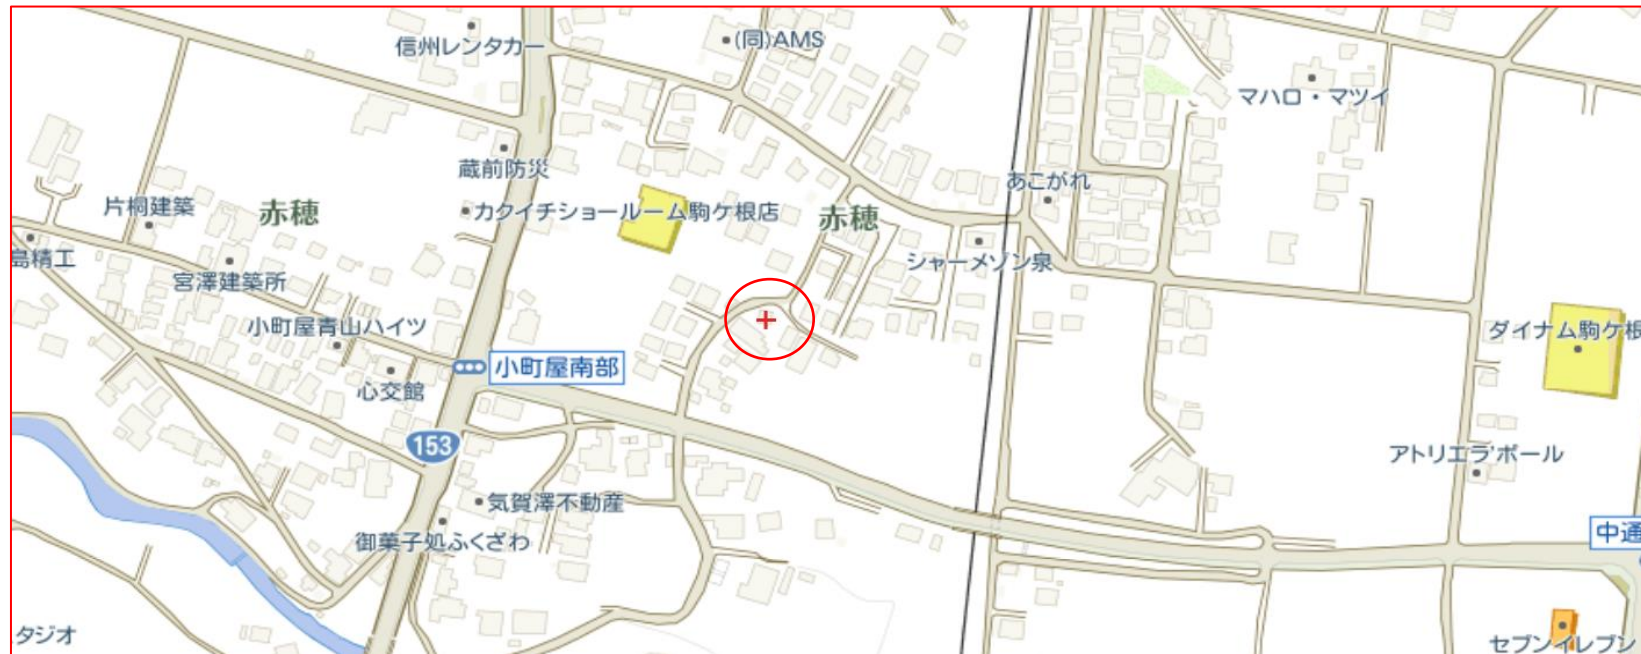 信州レンタカー
(同)AMS
マハロ・マツイ
蔵前防災
あこがれ
片桐建築
赤穂
カクイチショールーム駒ケ根店
赤穂
島精工
宮澤建築所
シャーメゾン泉
小町屋青山ハイツ
ダイナム駒ケ根
小町屋南部
心交館
153
アトリエラ・ポール
気賀澤不動産
御菓子処ふくざわ
中通
タジオ
セブンイレブン